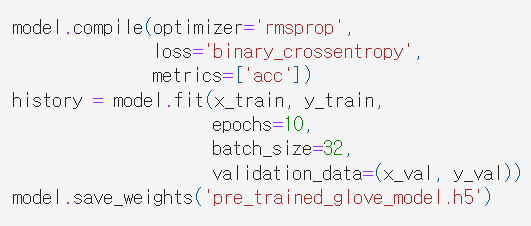 model.compile(optimizer='rmsprop',
              loss='binary_crossentropy',
              metrics=['acc'])
history = model.fit(x_train, y_train,
                    epochs=10,
                    batch_size=32,
                    validation_data=(x_val, y_val))
model.save_weights('pre_trained_glove_model.h5')